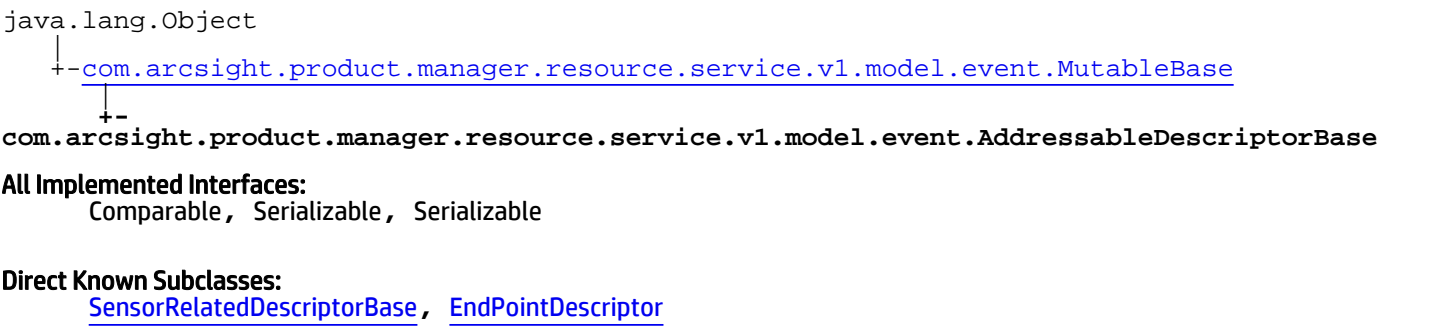 java.lang.Object
|
+-com.arcsight.product.manager.resource.service.v1.model.event.MutableBase
|
+-
com.arcsight.product.manager.resource.service.v1.model.event.AddressableDescriptorBase
All Implemented Interfaces:
Comparable, Serializable, Serializable
Direct Known Subclasses:
SensorRelatedDescriptorBase, EndPointDescriptor